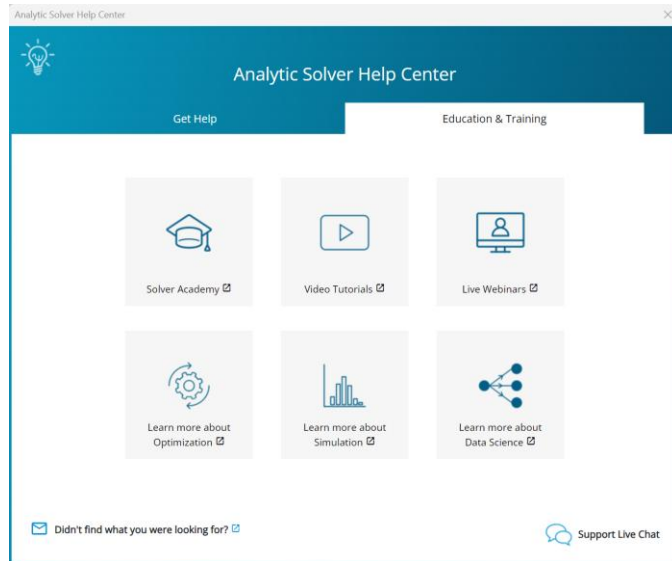 Analytic Solver Help Center
Analytic Solver Help Center
Get Help
Education & Training
Solver Academy
Video Tutorials
Live Webinars
Learn more about
Optimization
Learn more about
Simulation
Learn more about
Data Science
Didn't find what you were looking for?
Support Live Chat